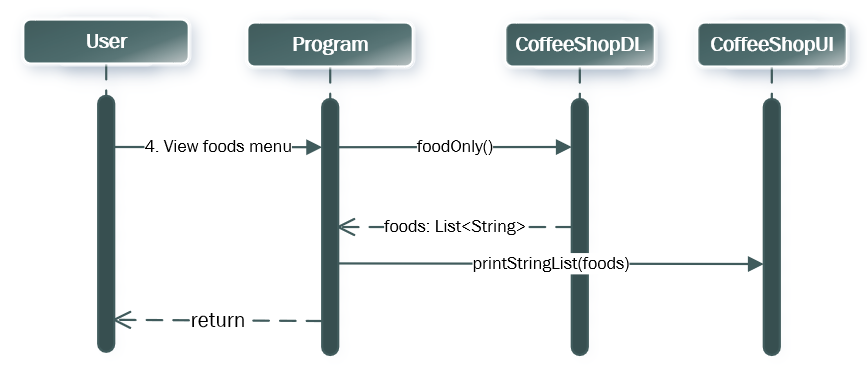 User
Program
CoffeeShopDL
CoffeeShopUI
4. View foods menu
foodOnly()
foods: List<String>
printStringList(foods)
return